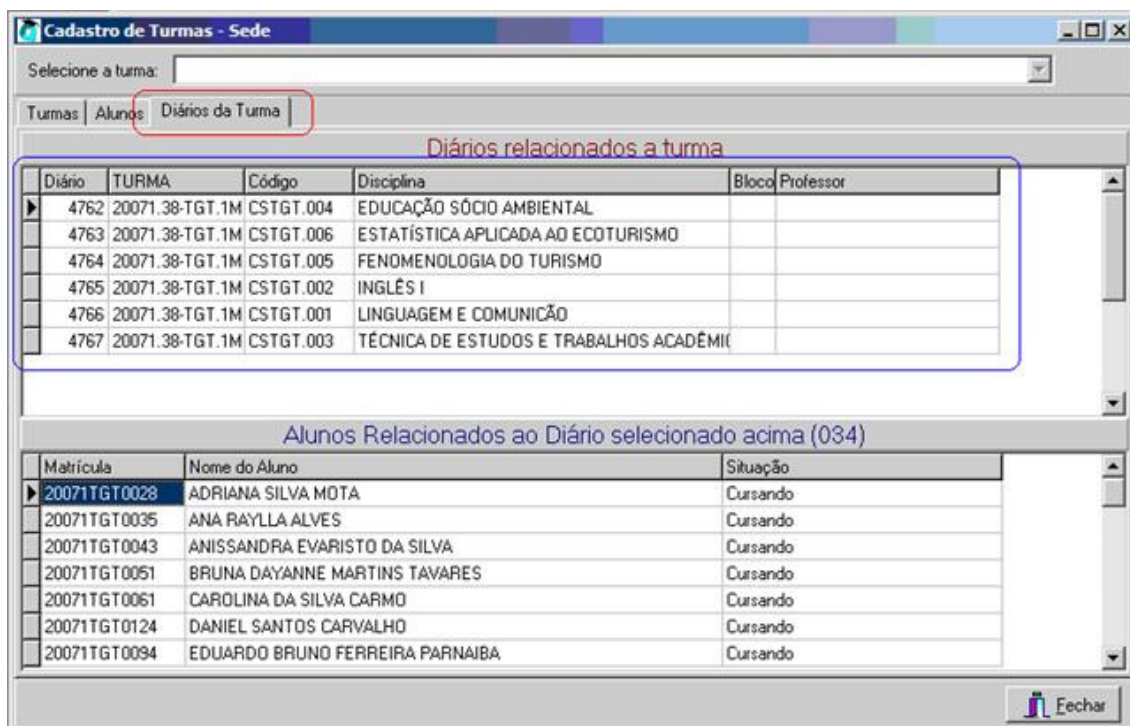 Cadastro de Turmas - Sede
Selecione a turma:
Turmas Alunos Diários da Turma
Diários relacionados a turma
Diário TURMA Código Disciplina Bloco Professor
4762 20071.38-TGT.1M CSTGT.004 EDUCAÇÃO SÓCIO AMBIENTAL
4763 20071.38-TGT.1M CSTGT.006 ESTATÍSTICA APLICADA AO ECOTURISMO
4764 20071.38-TGT.1M CSTGT.005 FENOMENOLOGIA DO TURISMO
4765 20071.38-TGT.1M CSTGT.002 INGLÊS I
4766 20071.38-TGT.1M CSTGT.001 LINGUAGEM E COMUNICÃO
4767 20071.38-TGT.1M CSTGT.003 TÉCNICA DE ESTUDOS E TRABALHOS ACADÊMI
Alunos Relacionados ao Diário selecionado acima (034)
Matrícula Nome do Aluno Situação
20071TGT0028 ADRIANA SILVA MOTA Cursando
20071TGT0035 ANA RAYLLA ALVES Cursando
20071TGT0043 ANISSANDRA EVARISTO DA SILVA Cursando
20071TGT0051 BRUNA DAYANNE MARTINS TAVARES Cursando
20071TGT0061 CAROLINA DA SILVA CARMO Cursando
20071TGT0124 DANIEL SANTOS CARVALHO Cursando
20071TGT0094 EDUARDO BRUNO FERREIRA PARNAIBA Cursando
Fechar